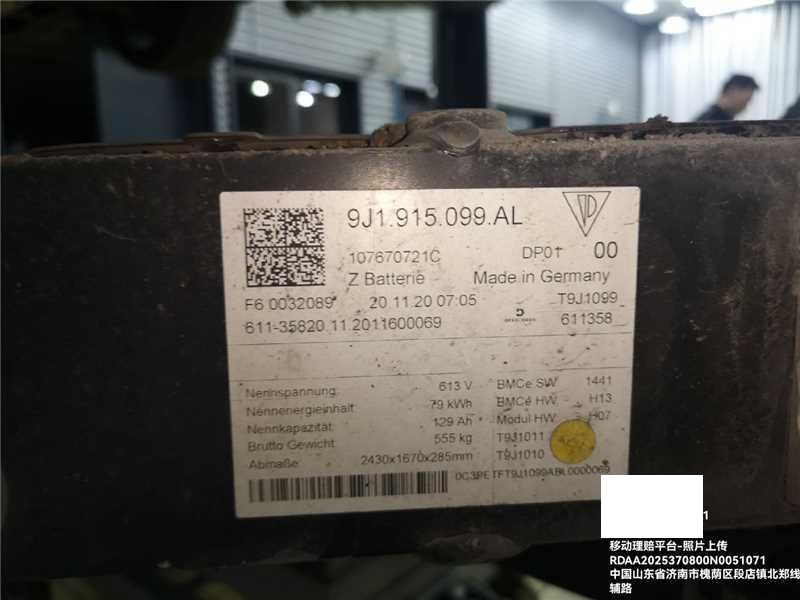 9J1.915.099.AL
107670721C
DP01 00
Z Batterie Made in Germany
F6 0032089 20.11.20 07:05 T9J1099
611-35820.11.2011600069 611358
Nennspannung: 613 V
Nennenergieinhalt: 79 kWh
Nennkapazität: 129 Ah
Brutto Gewicht: 555 kg
Abmaße: 2430x1670x285mm
BMCe SW 1441
BMCe HW H13
Modul HW H07
T9J1011
T9J1010
1
移动理赔平台-照片上传
RDAA2025370800N0051071
中国山东省济南市槐荫区段店镇北郑线
辅路